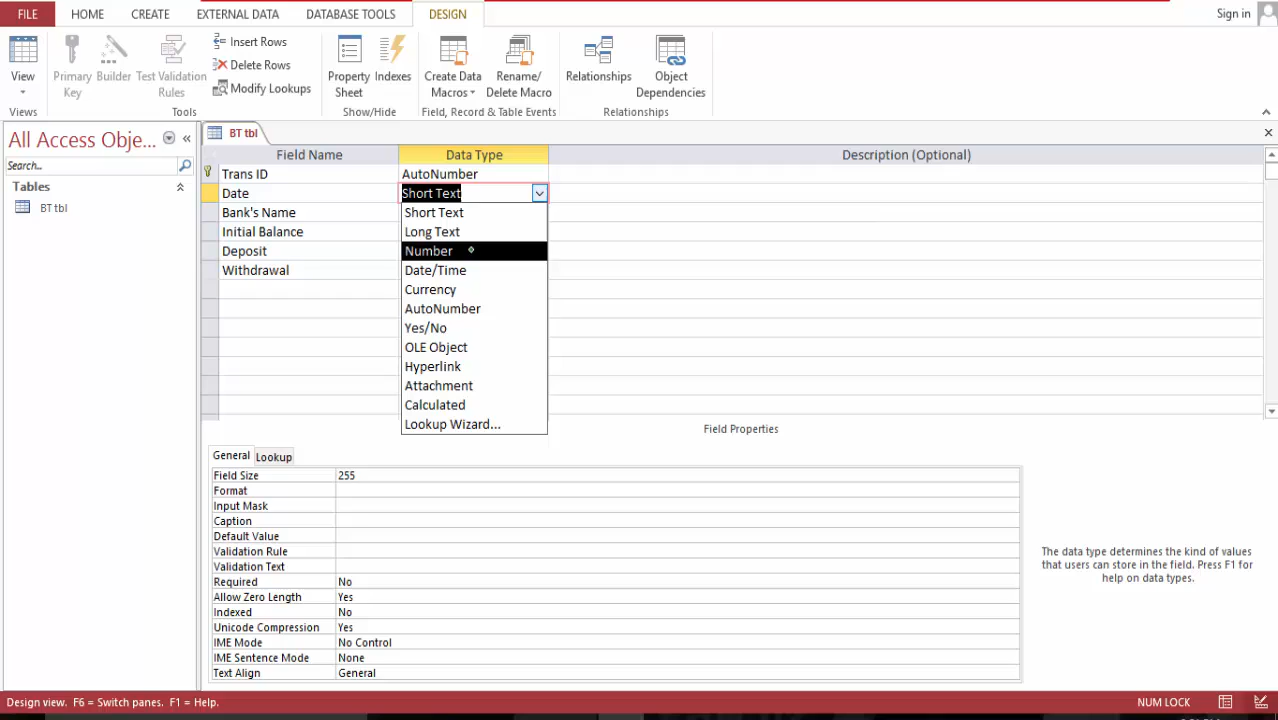 FILE HOME CREATE EXTERNAL DATA DATABASE TOOLS DESIGN Sign in
View
Views
Primary Key
Builder
Test Validation Rules
Insert Rows
Delete Rows
Modify Lookups
Tools
Property Sheet
Indexes
Show/Hide
Create Data Macros
Rename/ Delete Macro
Field, Record & Table Events
Relationships
Object Dependencies
Relationships
All Access Obje...
Search...
Tables
BT tbl
BT tbl
Field Name Data Type Description (Optional)
Trans ID AutoNumber
Date Short Text
Bank's Name
Initial Balance
Deposit
Withdrawal
Short Text
Long Text
Number
Date/Time
Currency
AutoNumber
Yes/No
OLE Object
Hyperlink
Attachment
Calculated
Lookup Wizard...
Field Properties
General Lookup
Field Size 255
Format
Input Mask
Caption
Default Value
Validation Rule
Validation Text
Required No
Allow Zero Length Yes
Indexed No
Unicode Compression Yes
IME Mode No Control
IME Sentence Mode None
Text Align General
The data type determines the kind of values
that users can store in the field. Press F1 for
help on data types.
Design view. F6 = Switch panes. F1 = Help. NUM LOCK